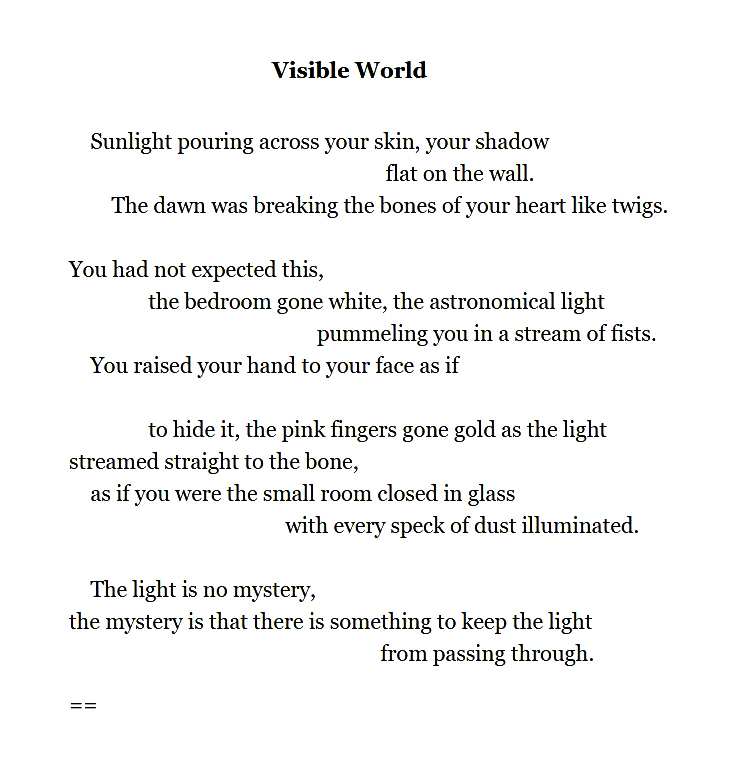 Visible World
Sunlight pouring across your skin, your shadow
flat on the wall.
The dawn was breaking the bones of your heart like twigs.
You had not expected this,
the bedroom gone white, the astronomical light
pummeling you in a stream of fists.
You raised your hand to your face as if
to hide it, the pink fingers gone gold as the light
streamed straight to the bone,
as if you were the small room closed in glass
with every speck of dust illuminated.
The light is no mystery,
the mystery is that there is something to keep the light
from passing through.
==